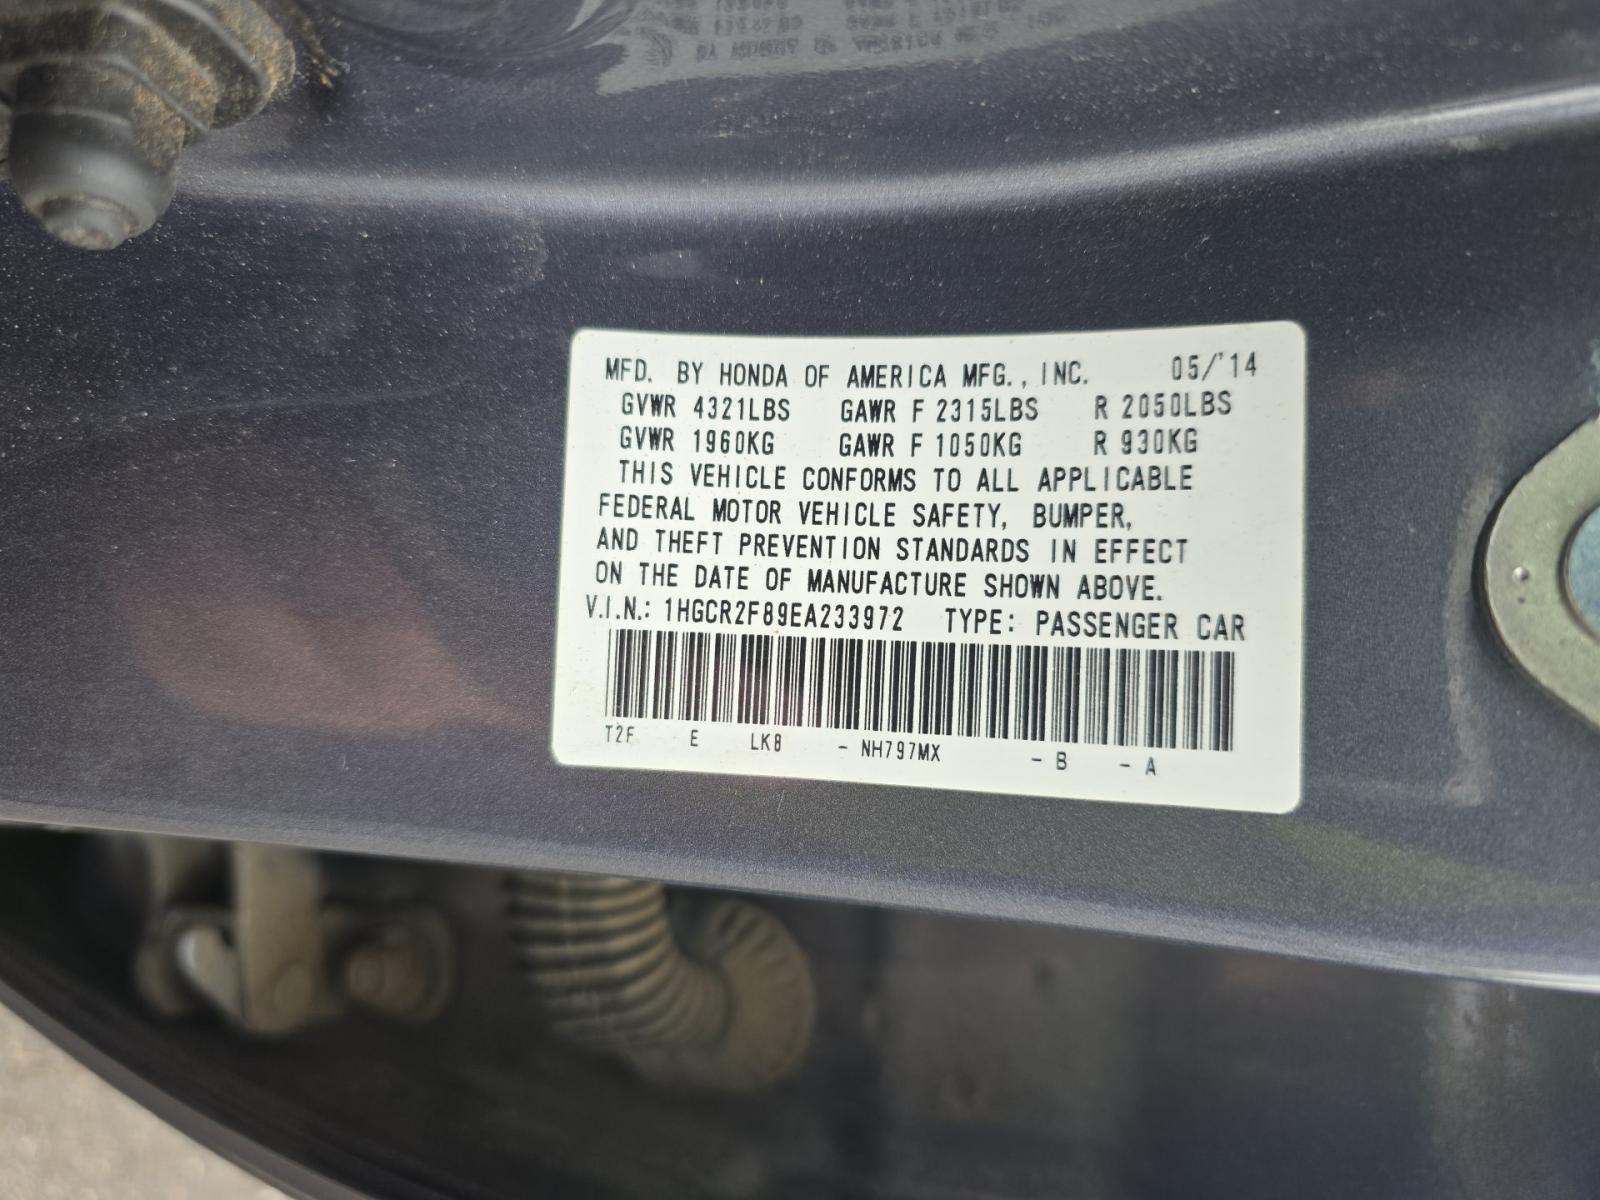 MFD. BY HONDA OF AMERICA MFG., INC. 05/'14
GVWR 4321LBS GAWR F 2315LBS R 2050LBS
GVWR 1960KG GAWR F 1050KG R 930KG
THIS VEHICLE CONFORMS TO ALL APPLICABLE
FEDERAL MOTOR VEHICLE SAFETY, BUMPER,
AND THEFT PREVENTION STANDARDS IN EFFECT
ON THE DATE OF MANUFACTURE SHOWN ABOVE.
V.I.N.: 1HGCR2F89EA233972 TYPE: PASSENGER CAR
T2F E LK8 - NH797MX - B - A